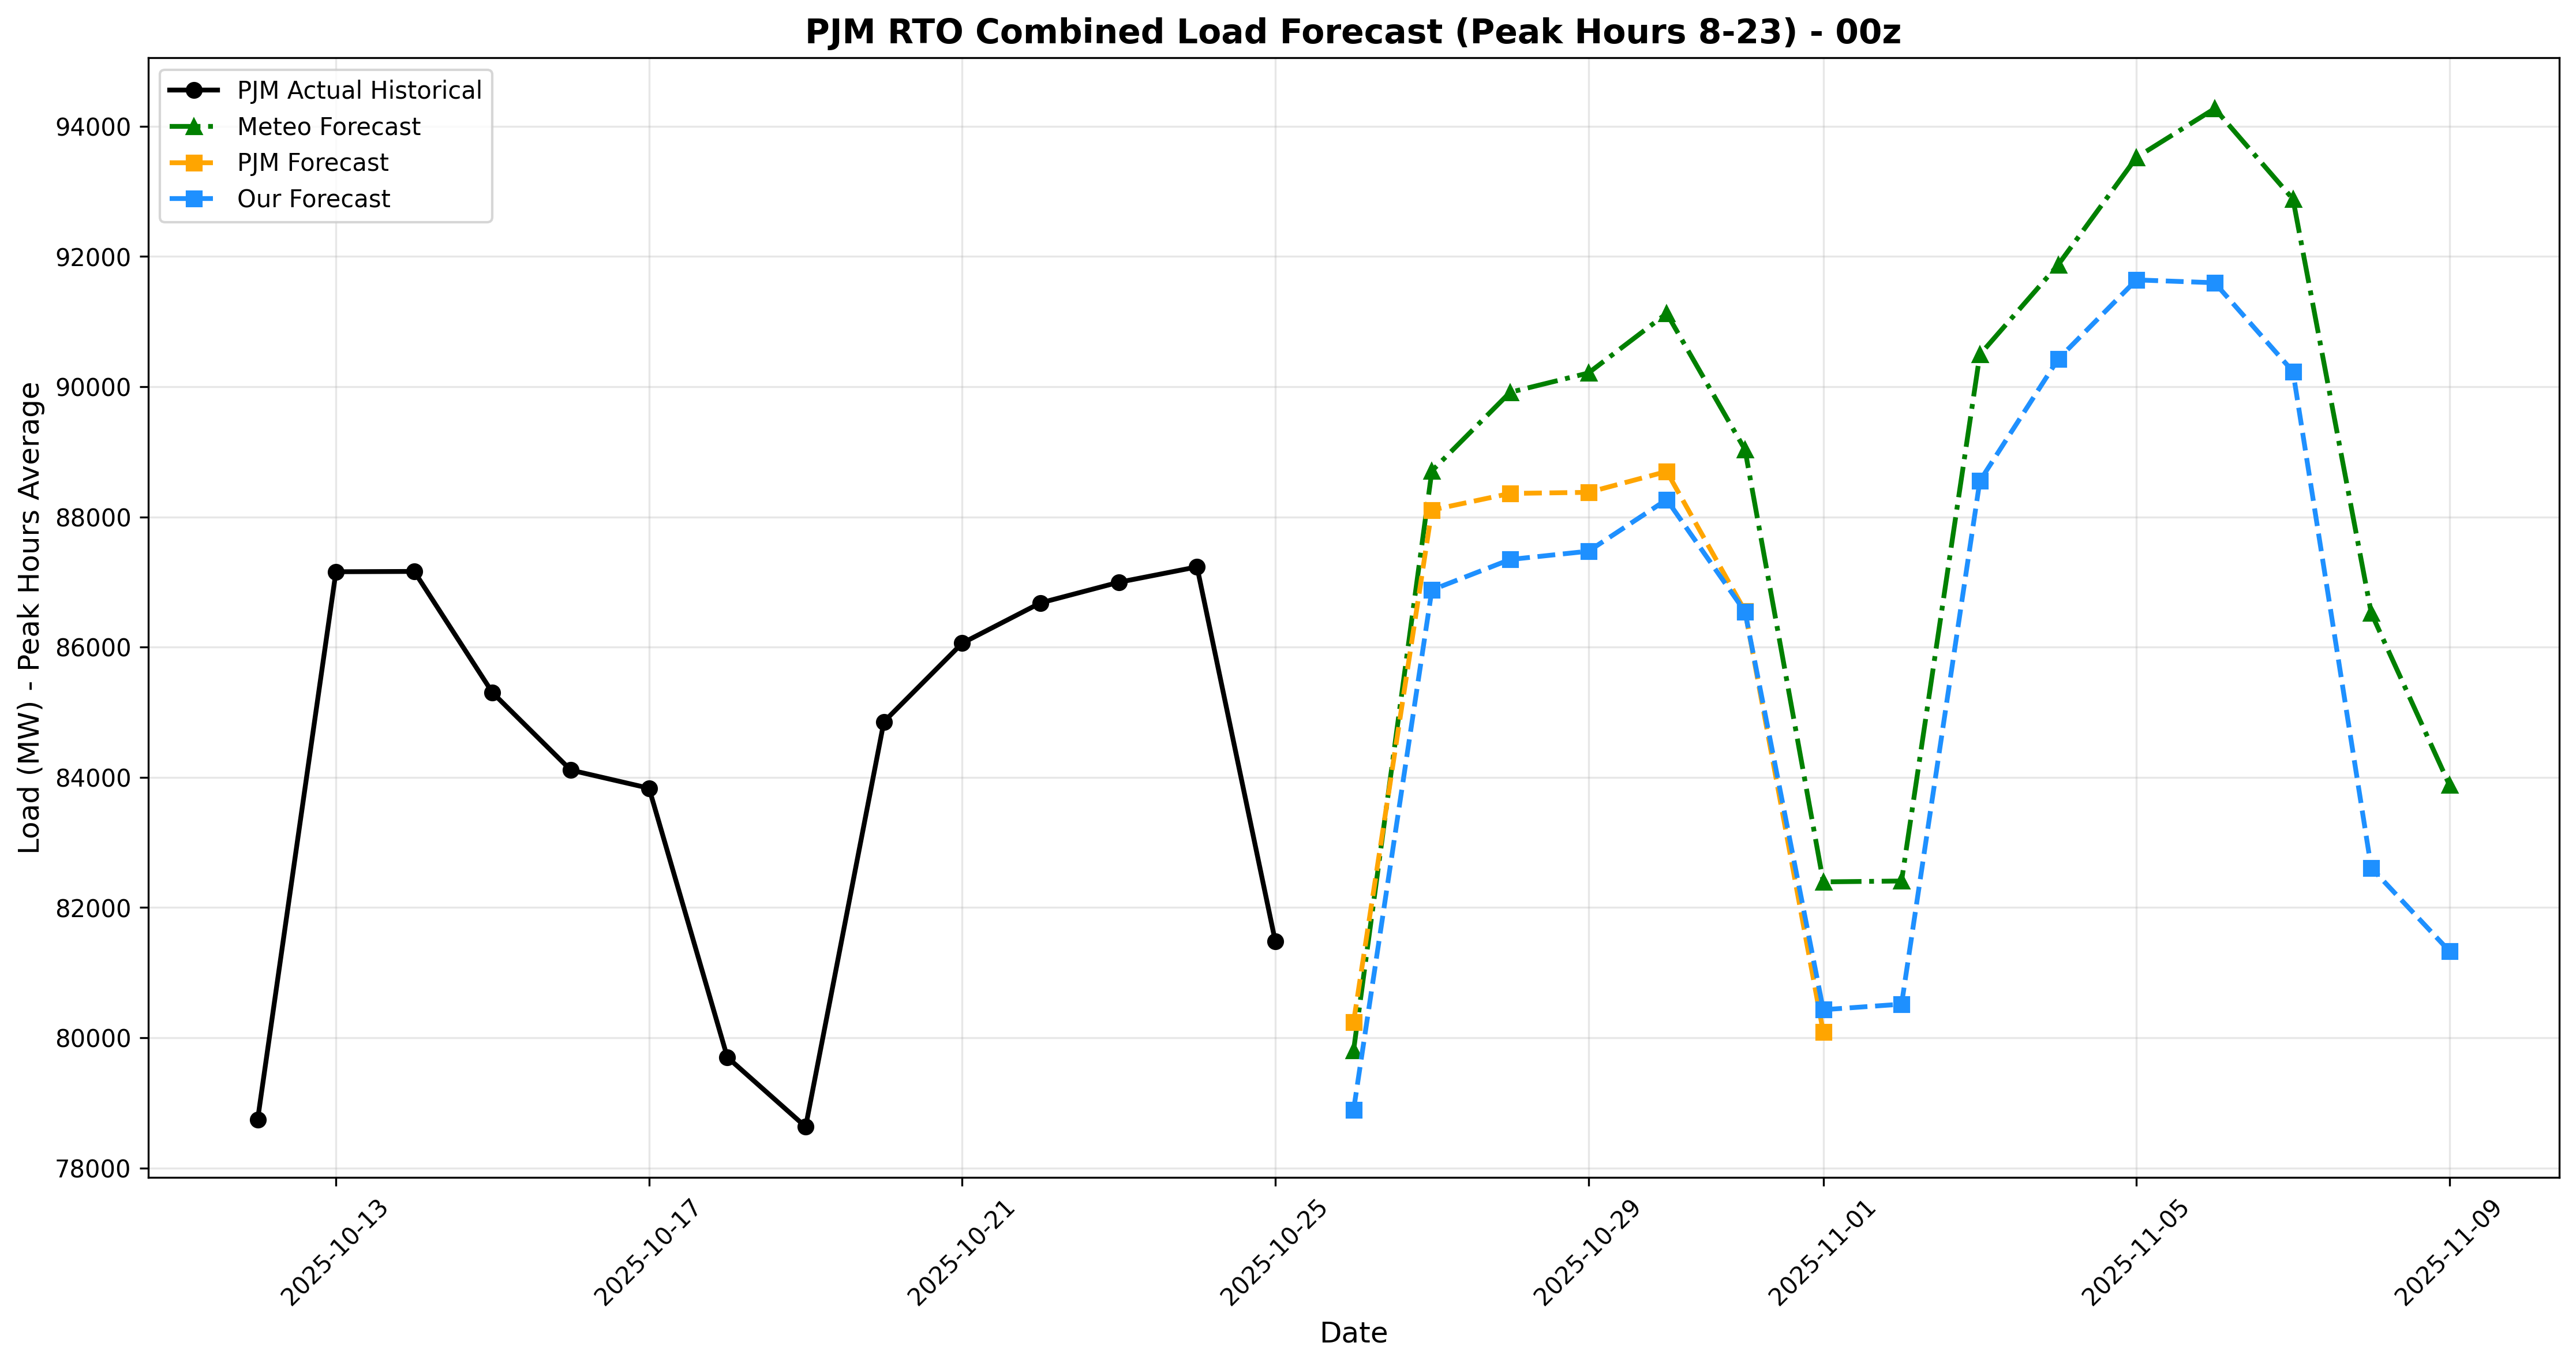 PJM RTO Combined Load Forecast (Peak Hours 8-23) - 00z
PJM Actual Historical
Meteo Forecast
PJM Forecast
Our Forecast
Load (MW) - Peak Hours Average
94000
92000
90000
88000
86000
84000
82000
80000
78000
2025-10-13
2025-10-17
2025-10-21
2025-10-25
2025-10-29
2025-11-01
2025-11-05
2025-11-09
Date